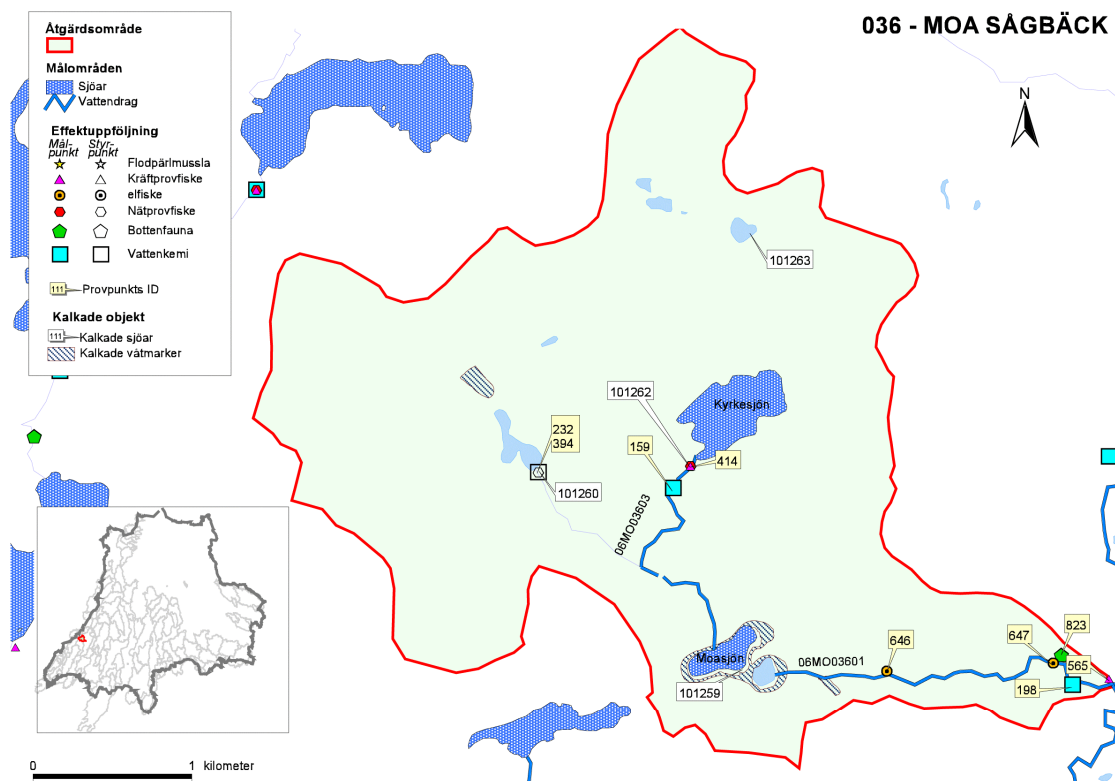 036 - MOA SÅGBÄCK
Åtgärdsområde
Målområden
Sjöar
Vattendrag
Effektuppföljning
Mål-
punkt
Styr-
punkt
Flodpärlmussla
Kräftprovfiske
elfiske
Nätprovfiske
Bottenfauna
Vattenkemi
111 Provpunkts ID
Kalkade objekt
111 Kalkade sjöar
Kalkade våtmarker
N
101263
101262
Kyrkesjön
232
394
159
414
101260
06MO03603
Moasjön
101259
06MO03601
646
647
823
565
198
0 1 kilometer